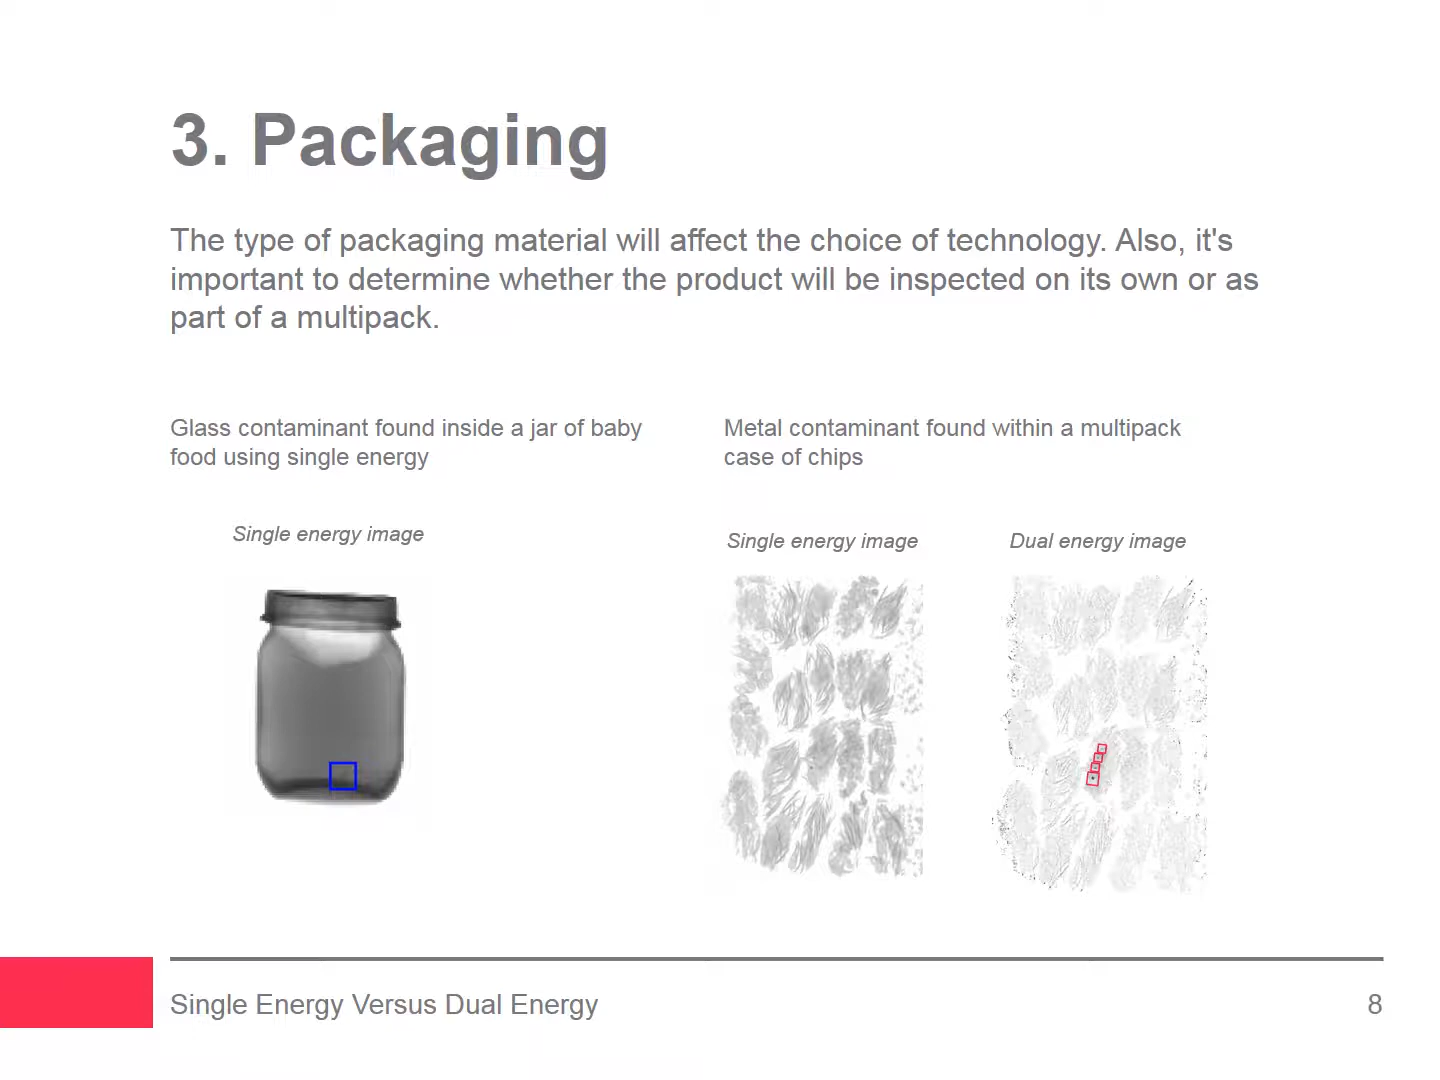 3. Packaging
The type of packaging material will affect the choice of technology. Also, it's
important to determine whether the product will be inspected on its own or as
part of a multipack.
Glass contaminant found inside a jar of baby
food using single energy
Metal contaminant found within a multipack
case of chips
Single energy image
Single energy image
Dual energy image
Single Energy Versus Dual Energy
8